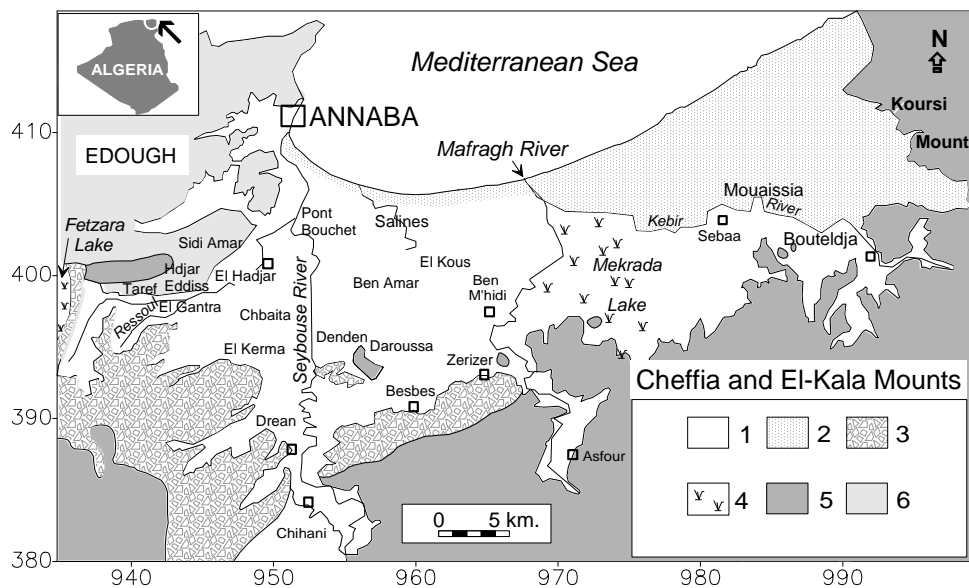 ALGERIA
Mediterranean Sea
N
Koursi
Mount
ANNABA
410
EDOUGH
Mafragh River
Mouaissia
Fetzara
Lake
Pont
Bouchet
Salines
Kebir
River
Sidi Amar
Sebaa
Bouteldja
400
Hdjar
Eddiss
El Hadjar
El Kous
Mekrada
Lake
Taref
Ben Amar
Ben
M'hidi
Ressoul
El Gantra
Chbaita
Seybouse River
El Kerma
Denden
Daroussa
Zerizer
390
Besbes
Drean
Asfour
Chihani
Cheffia and El-Kala Mounts
1
2
3
4
5
6
0 5 km.
380
940 950 960 970 980 990